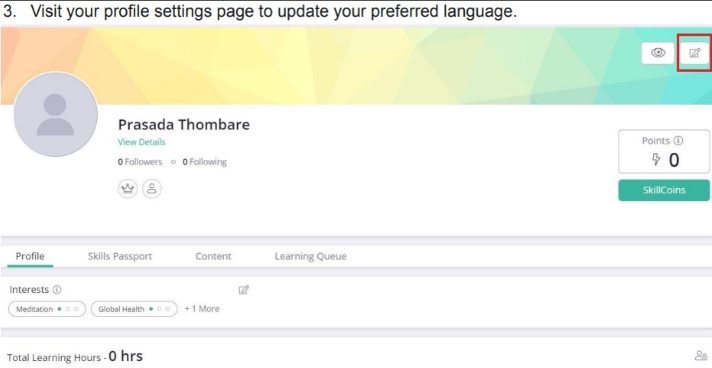 3. Visit your profile settings page to update your preferred language.
Prasada Thombare
View Details
0 Followers 0 Following
Points
0
SkillCoins
Profile Skills Passport Content Learning Queue
Interests
Meditation Global Health + 1 More
Total Learning Hours - 0 hrs